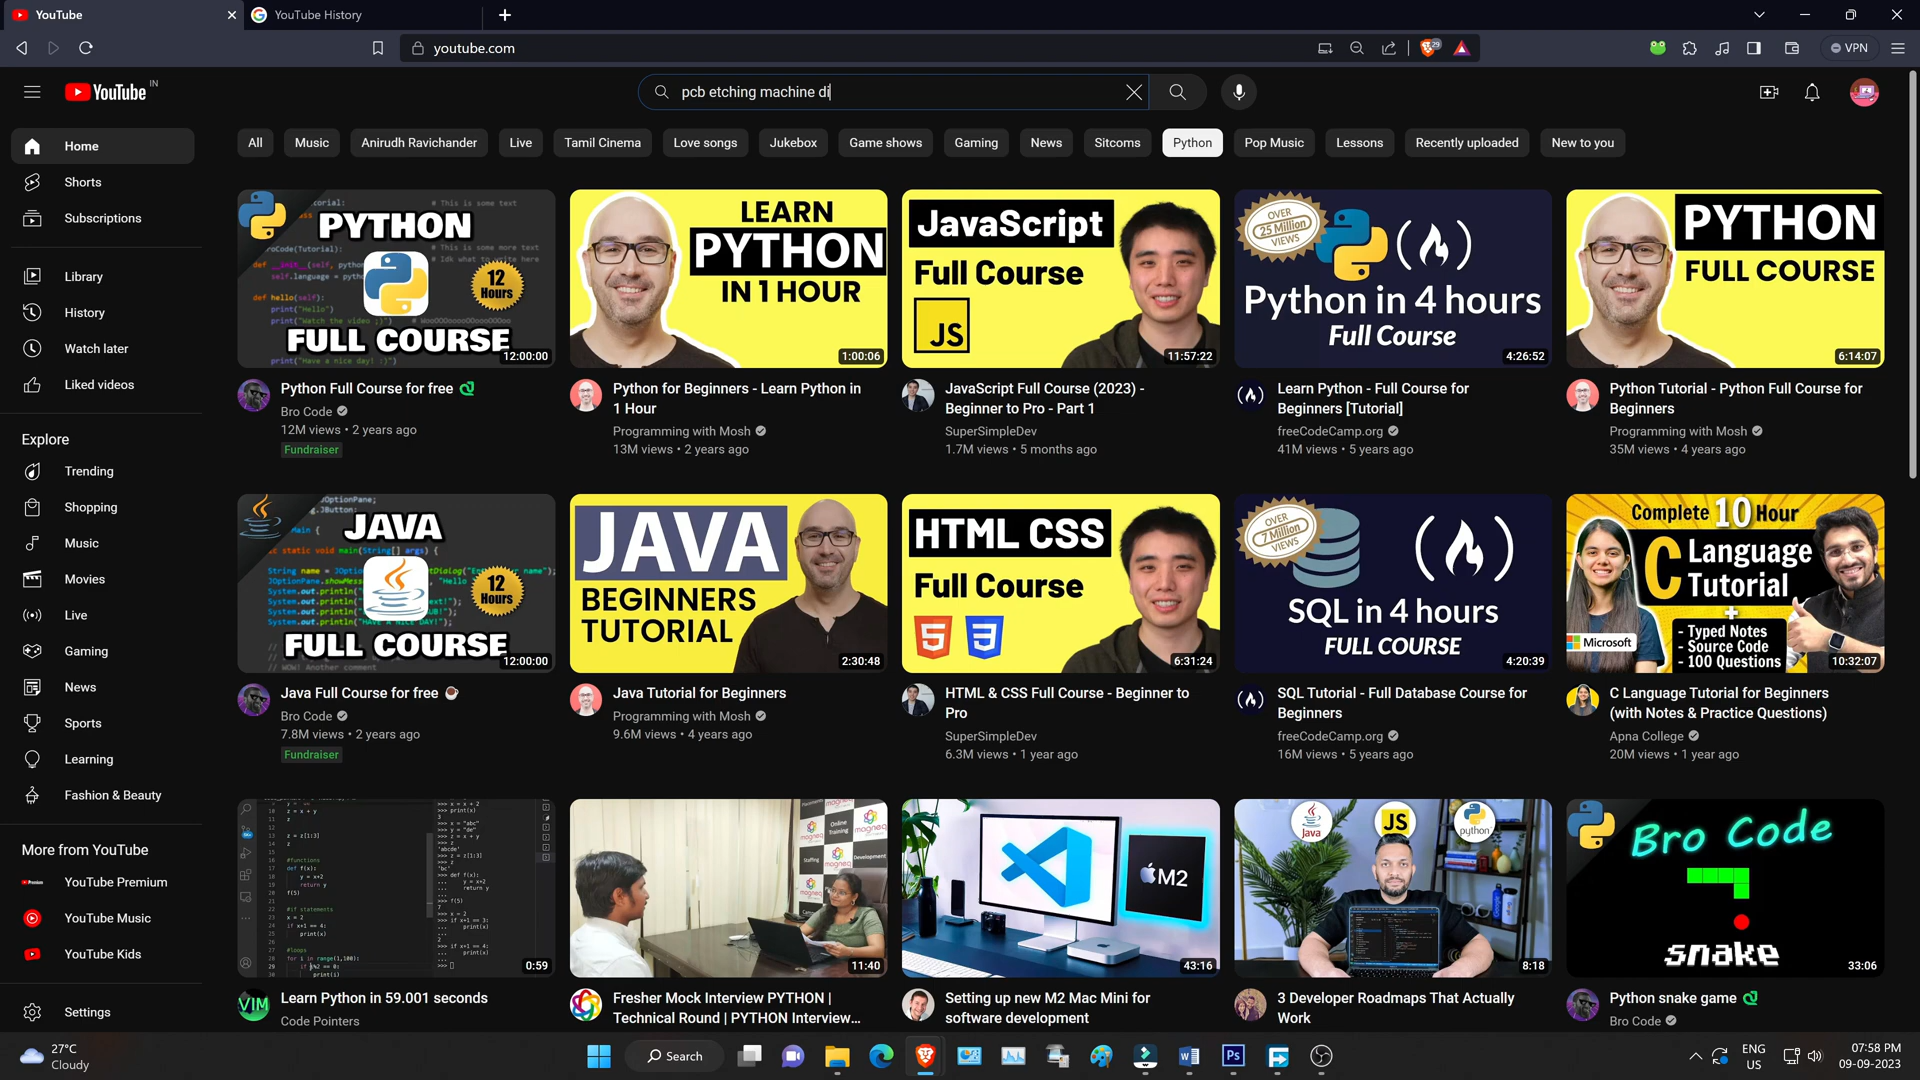 YouTube
YouTube History
youtube.com
29
VPN
YouTube IN
pcb etching machine di
Home
Shorts
Subscriptions
Library
History
Watch later
Liked videos
Explore
Trending
Shopping
Music
Movies
Live
Gaming
News
Sports
Learning
Fashion & Beauty
More from YouTube
YouTube Premium
YouTube Music
YouTube Kids
Settings
All
Music
Anirudh Ravichander
Live
Tamil Cinema
Love songs
Jukebox
Game shows
Gaming
News
Sitcoms
Python
Pop Music
Lessons
Recently uploaded
New to you
PYTHON
12
Hours
FULL COURSE
12:00:00
LEARN
PYTHON
IN 1 HOUR
1:00:06
JavaScript
Full Course
JS
11:57:22
OVER
25 Million
VIEWS
Python in 4 hours
Full Course
4:26:52
PYTHON
FULL COURSE
6:14:07
Python Full Course for free
Bro Code
12M views • 2 years ago
Fundraiser
Python for Beginners - Learn Python in
1 Hour
Programming with Mosh
13M views • 2 years ago
JavaScript Full Course (2023) -
Beginner to Pro - Part 1
SuperSimpleDev
1.7M views • 5 months ago
Learn Python - Full Course for
Beginners [Tutorial]
freeCodeCamp.org
41M views • 5 years ago
Python Tutorial - Python Full Course for
Beginners
Programming with Mosh
35M views • 4 years ago
JAVA
12
Hours
FULL COURSE
12:00:00
JAVA
BEGINNERS
TUTORIAL
2:30:48
HTML CSS
Full Course
5
3
6:31:24
OVER
7 Million
VIEWS
SQL in 4 hours
FULL COURSE
4:20:39
Complete 10 Hour
C Language
Tutorial
+
- Typed Notes
- Source Code
- 100 Questions
Microsoft
10:32:07
Java Full Course for free
Bro Code
7.8M views • 2 years ago
Fundraiser
Java Tutorial for Beginners
Programming with Mosh
9.6M views • 4 years ago
HTML & CSS Full Course - Beginner to
Pro
SuperSimpleDev
6.3M views • 1 year ago
SQL Tutorial - Full Database Course for
Beginners
freeCodeCamp.org
16M views • 5 years ago
C Language Tutorial for Beginners
(with Notes & Practice Questions)
Apna College
20M views • 1 year ago
0:59
11:40
M2
43:16
Java
JS
python
8:18
Bro Code
snake
33:06
VIM
Learn Python in 59.001 seconds
Code Pointers
Fresher Mock Interview PYTHON |
Technical Round | PYTHON Interview...
Setting up new M2 Mac Mini for
software development
3 Developer Roadmaps That Actually
Work
Python snake game
Bro Code
27°C
Cloudy
Search
Ps
ENG
US
07:58 PM
09-09-2023